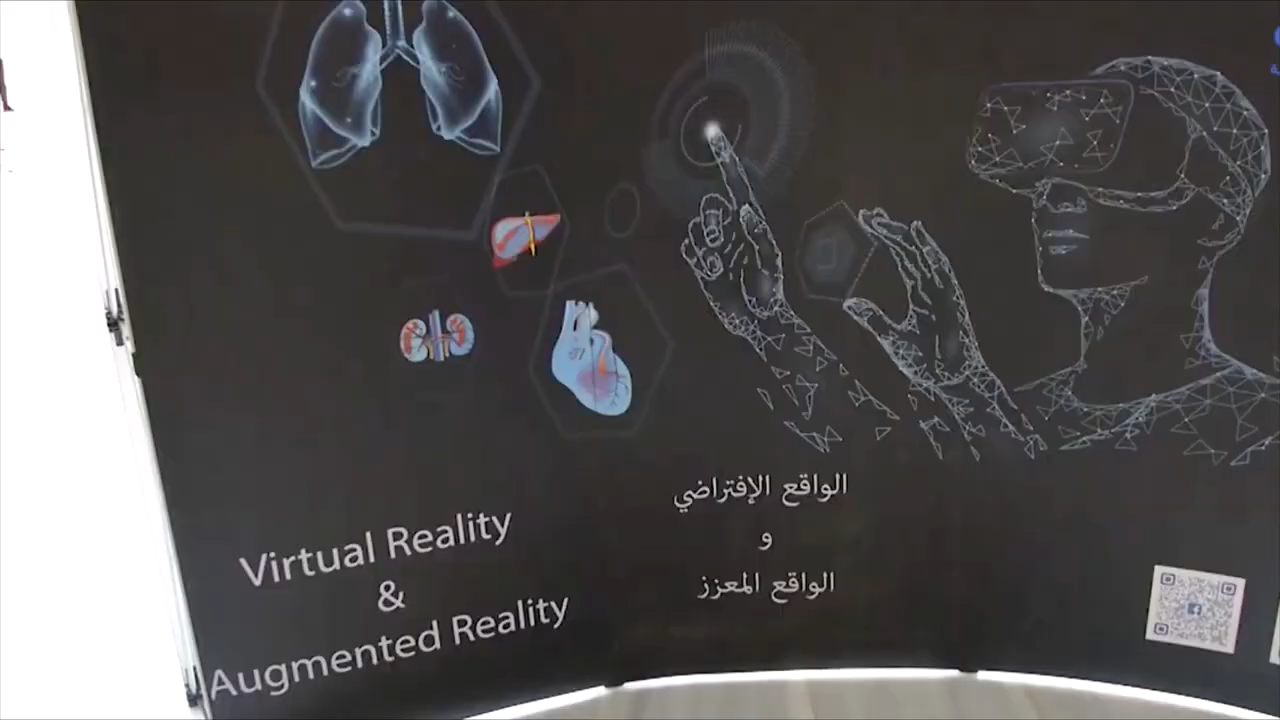 Virtual Reality
&
Augmented Reality
الواقع الإفتراضي
و
الواقع المعزز